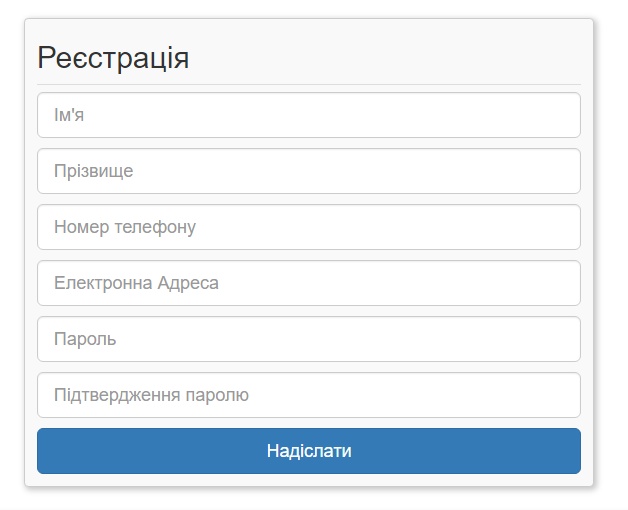 Реєстрація
Ім'я
Прізвище
Номер телефону
Електронна Адреса
Пароль
Підтвердження паролю
Надіслати